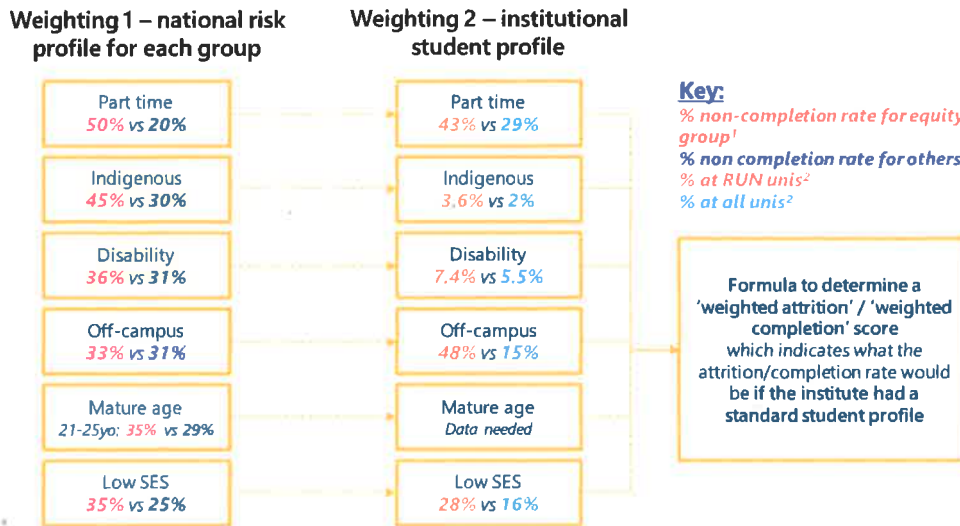 Weighting 1 – national risk
profile for each group
Part time
50% vs 20%
Indigenous
45% vs 30%
Disability
36% vs 31%
Off-campus
33% vs 31%
Mature age
21-25yo; 35% vs 29%
Low SES
35% vs 25%
Weighting 2 – institutional
student profile
Part time
43% vs 29%
Indigenous
3.6% vs 2%
Disability
7.4% vs 5.5%
Off-campus
48% vs 15%
Mature age
Data needed
Low SES
28% vs 16%
Key:
% non-completion rate for equity
group¹
% non completion rate for others
% at RUN unis²
% at all unis²
Formula to determine a
'weighted attrition' / 'weighted
completion' score
which indicates what the
attrition/completion rate would
be if the institute had a
standard student profile